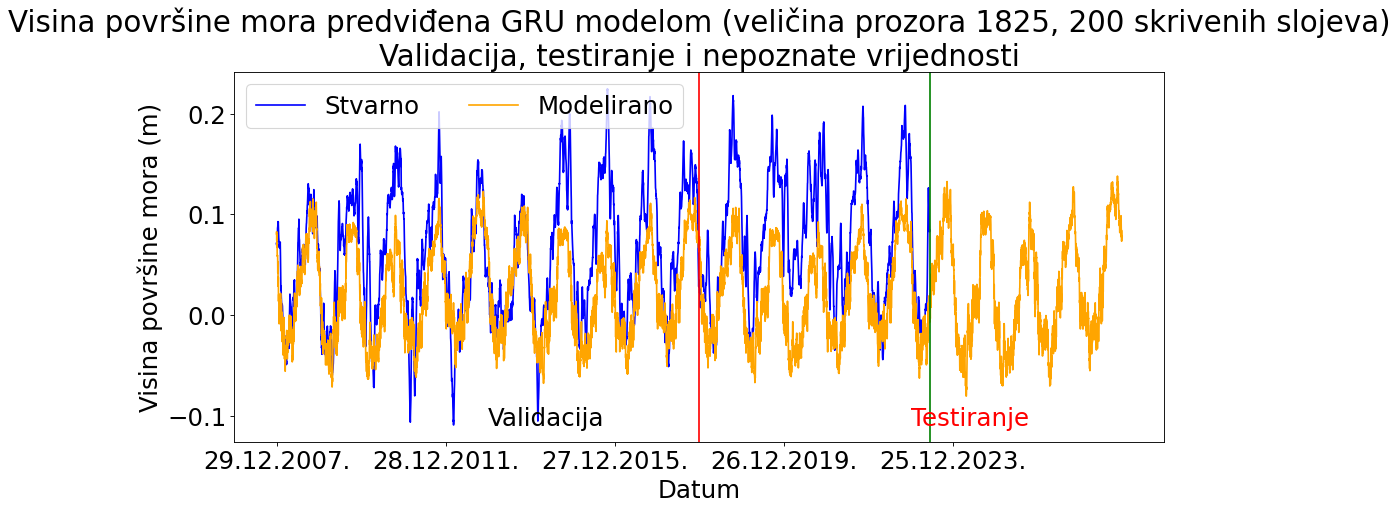 Visina površine mora predviđena GRU modelom (veličina prozora 1825, 200 skrivenih slojeva)
Validacija, testiranje i nepoznate vrijednosti
Stvarno
Modelirano
Visina površine mora (m)
0.2
0.1
0.0
−0.1
Validacija
Testiranje
29.12.2007.
28.12.2011.
27.12.2015.
26.12.2019.
25.12.2023.
Datum